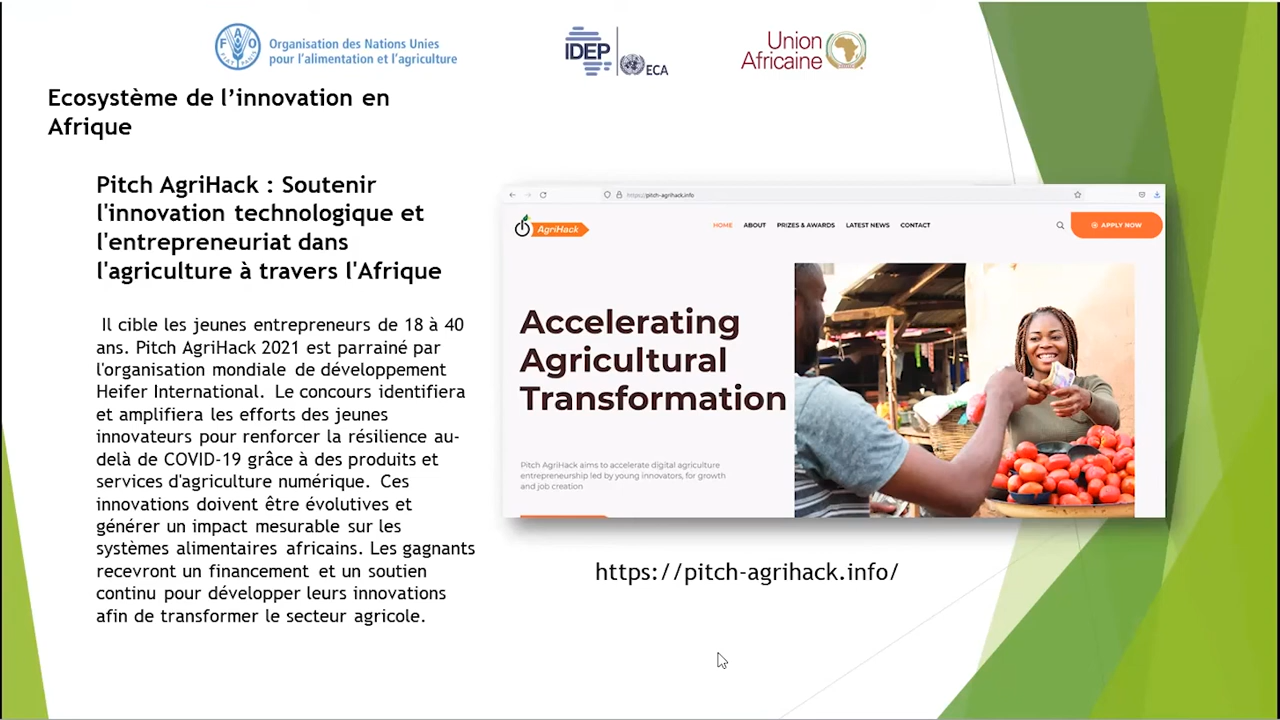 FAO
FIAT PANIS
Organisation des Nations Unies
pour l'alimentation et l'agriculture
IDEP
ECA
Union
Africaine
Ecosystème de l'innovation en
Afrique
Pitch AgriHack : Soutenir
l'innovation technologique et
l'entrepreneuriat dans
l'agriculture à travers l'Afrique
Il cible les jeunes entrepreneurs de 18 à 40
ans. Pitch AgriHack 2021 est parrainé par
l'organisation mondiale de développement
Heifer International. Le concours identifiera
et amplifiera les efforts des jeunes
innovateurs pour renforcer la résilience au-
delà de COVID-19 grâce à des produits et
services d'agriculture numérique. Ces
innovations doivent être évolutives et
générer un impact mesurable sur les
systèmes alimentaires africains. Les gagnants
recevront un financement et un soutien
continu pour développer leurs innovations
afin de transformer le secteur agricole.
https://pitch-agrihack.info
AgriHack
HOME ABOUT PRIZES & AWARDS LATEST NEWS CONTACT
APPLY NOW
Accelerating
Agricultural
Transformation
Pitch AgriHack aims to accelerate digital agriculture
entrepreneurship led by young innovators, for growth
and job creation
https://pitch-agrihack.info/